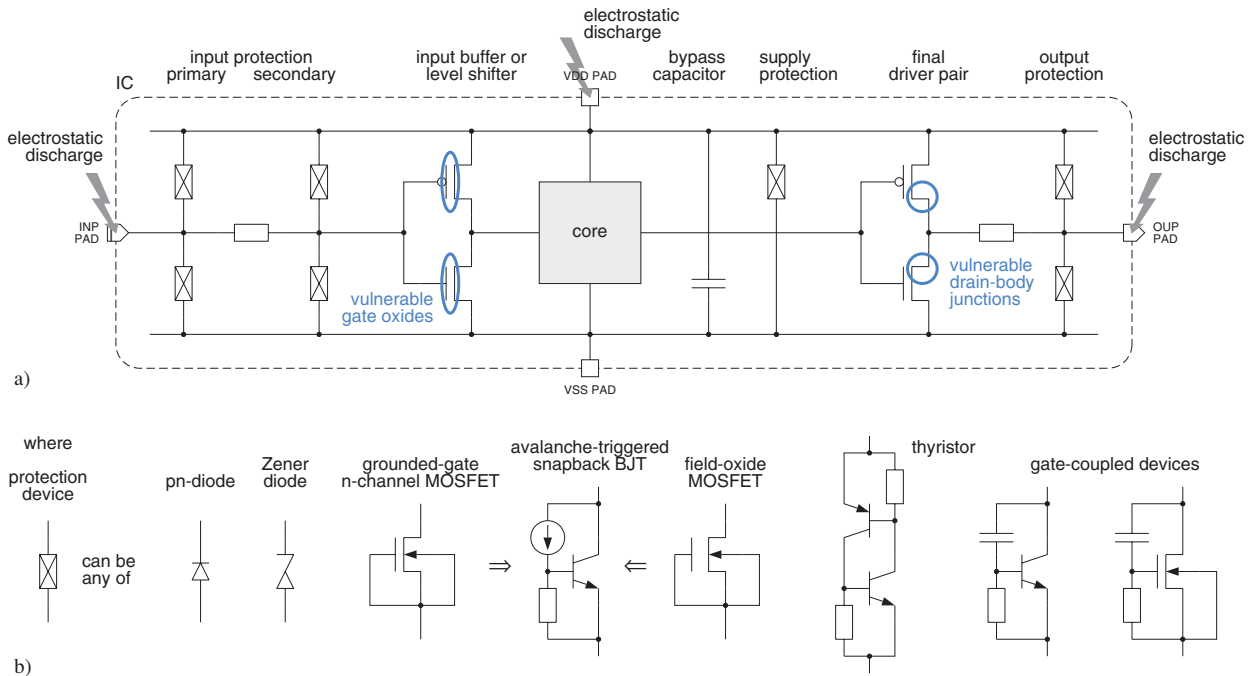 electrostatic
discharge
input protection
primary secondary
input buffer or
level shifter
bypass
capacitor
supply
protection
final
driver pair
output
protection
IC
VDD PAD
electrostatic
discharge
electrostatic
discharge
INP
PAD
core
OUP
PAD
vulnerable
gate oxides
vulnerable
drain-body
junctions
VSS PAD
a)
where
protection
device
can be
any of
pn-diode
Zener
diode
grounded-gate
n-channel MOSFET
⇒
avalanche-triggered
snapback BJT
⇐
field-oxide
MOSFET
thyristor
gate-coupled devices
b)